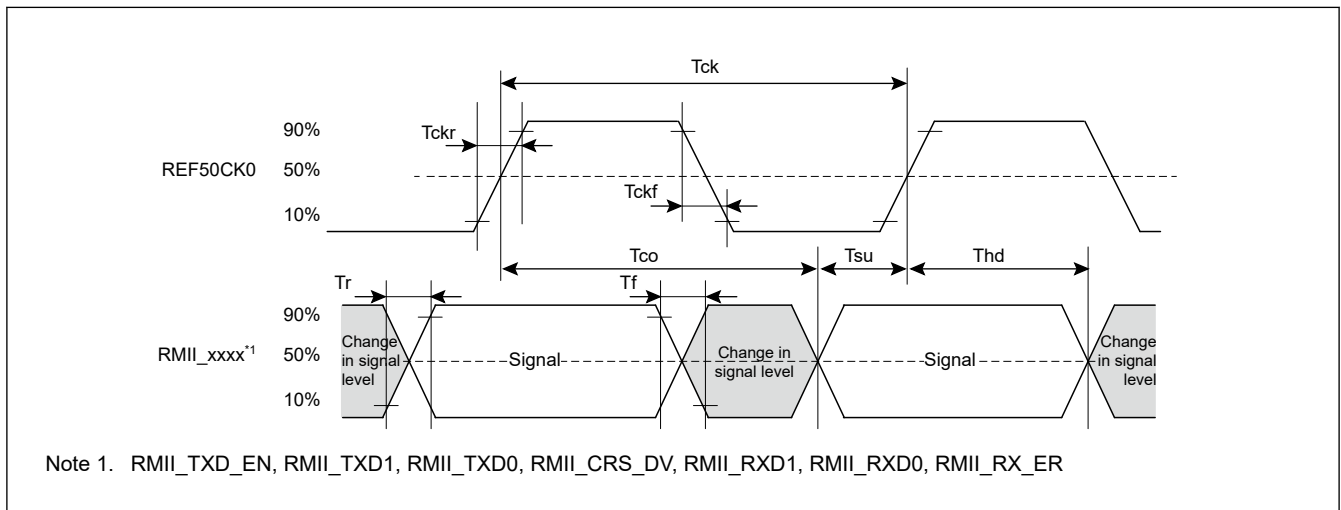 Tck
90%
Tckr
REF50CK0 50%
Tckf
10%
Tco Tsu Thd
Tr Tf
90%
RMII_xxxx*1 50%
Change in signal level
Signal
Change in signal level
Signal
Change in signal level
10%
Note 1. RMII_TXD_EN, RMII_TXD1, RMII_TXD0, RMII_CRS_DV, RMII_RXD1, RMII_RXD0, RMII_RX_ER